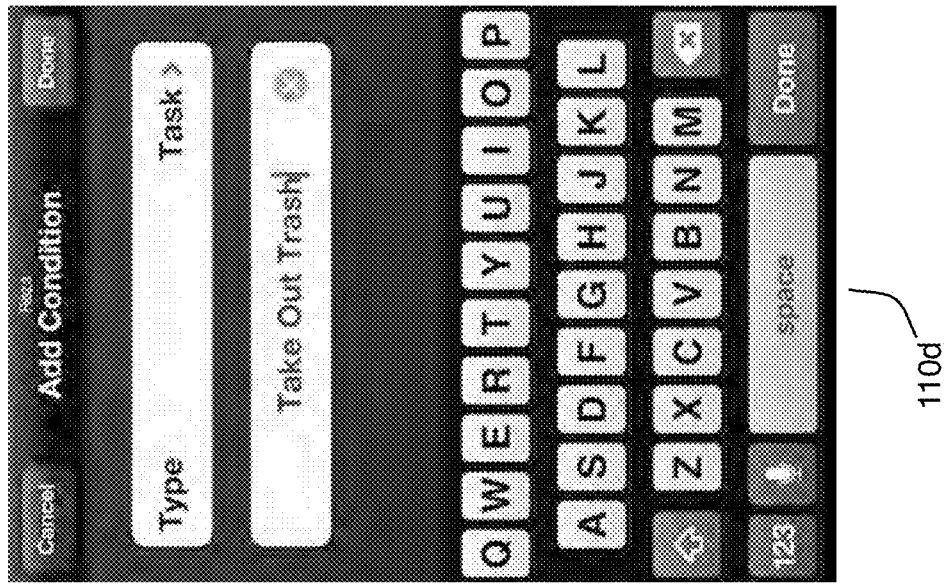 Cancel Add Condition Done
Type Task >
Take Out Trash
Q W E R T Y U I O P
A S D F G H J K L
Z X C V B N M
123 space Done
110d